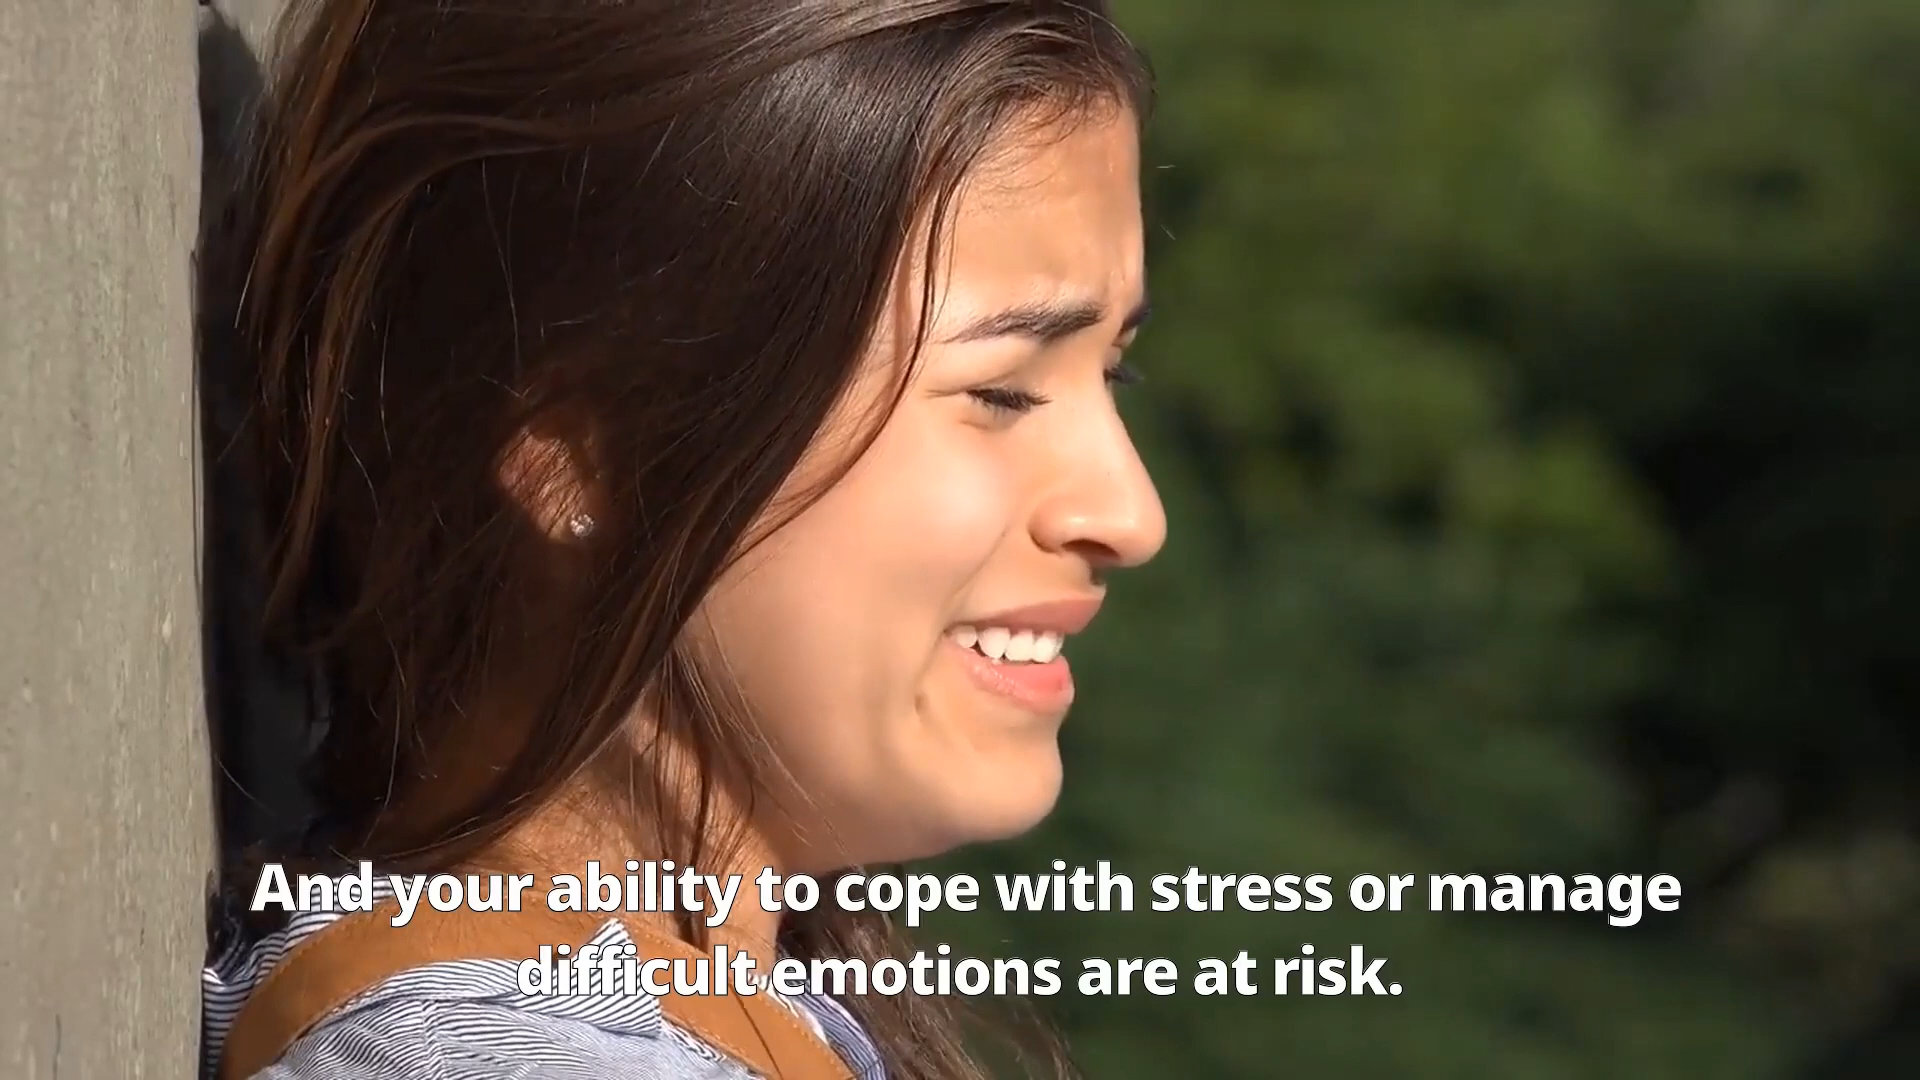 And your ability to cope with stress or manage
difficult emotions are at risk.